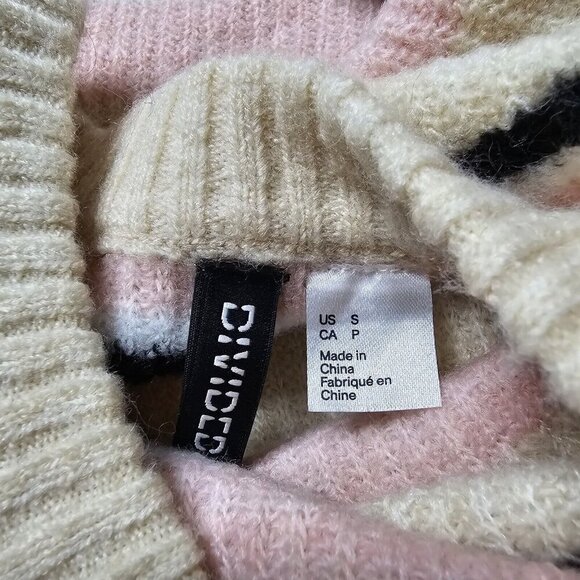 DIVIDED
US S
CA P
Made in
China
Fabriqué en
Chine